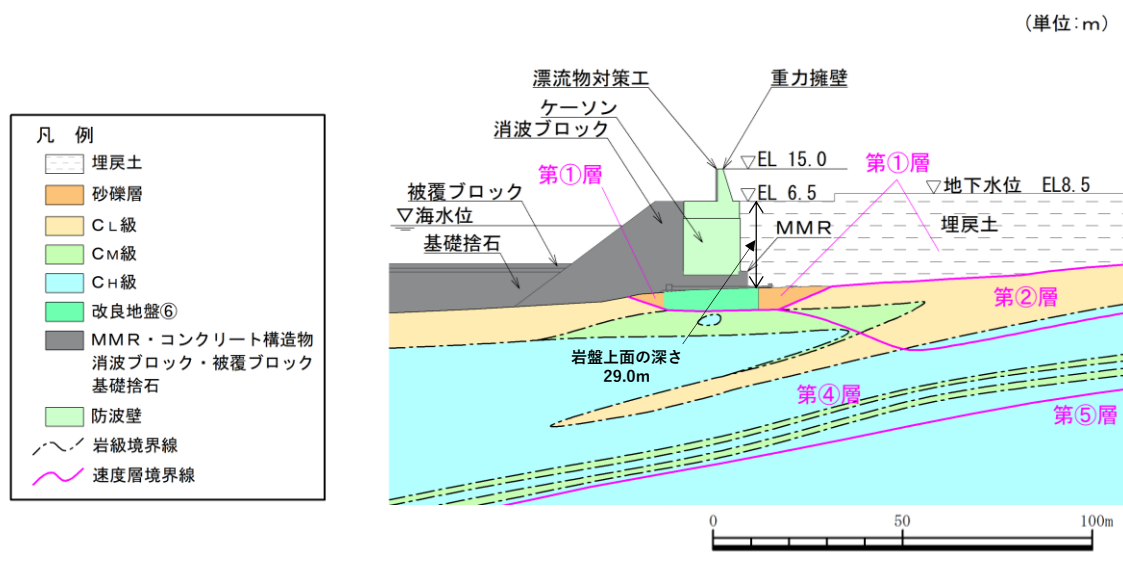 (単位:m)
凡 例
埋戻土
砂礫層
CL級
CM級
CH級
改良地盤⑥
MMR・コンクリート構造物
消波ブロック・被覆ブロック
基礎捨石
防波壁
岩級境界線
速度層境界線
漂流物対策工
重力擁壁
ケーソン
消波ブロック
▽EL 15.0
第①層
第①層
被覆ブロック
▽EL 6.5
▽地下水位 EL8.5
▽海水位
MMR
埋戻土
基礎捨石
第②層
岩盤上面の深さ
29.0m
第④層
第⑤層
0 50 100m